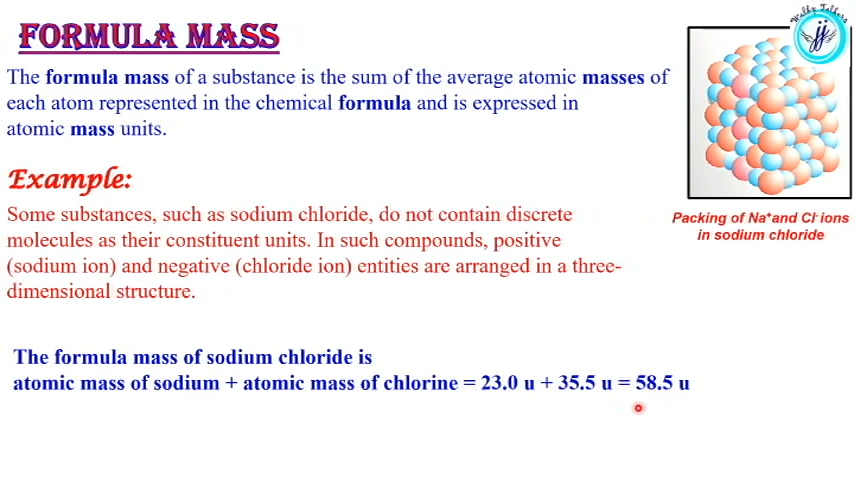 FORMULA MASS
The formula mass of a substance is the sum of the average atomic masses of
each atom represented in the chemical formula and is expressed in
atomic mass units.
Example:
Some substances, such as sodium chloride, do not contain discrete
molecules as their constituent units. In such compounds, positive
(sodium ion) and negative (chloride ion) entities are arranged in a three-
dimensional structure.
The formula mass of sodium chloride is
atomic mass of sodium + atomic mass of chlorine = 23.0 u + 35.5 u = 58.5 u
Packing of Na⁺and Cl⁻ions
in sodium chloride
jj